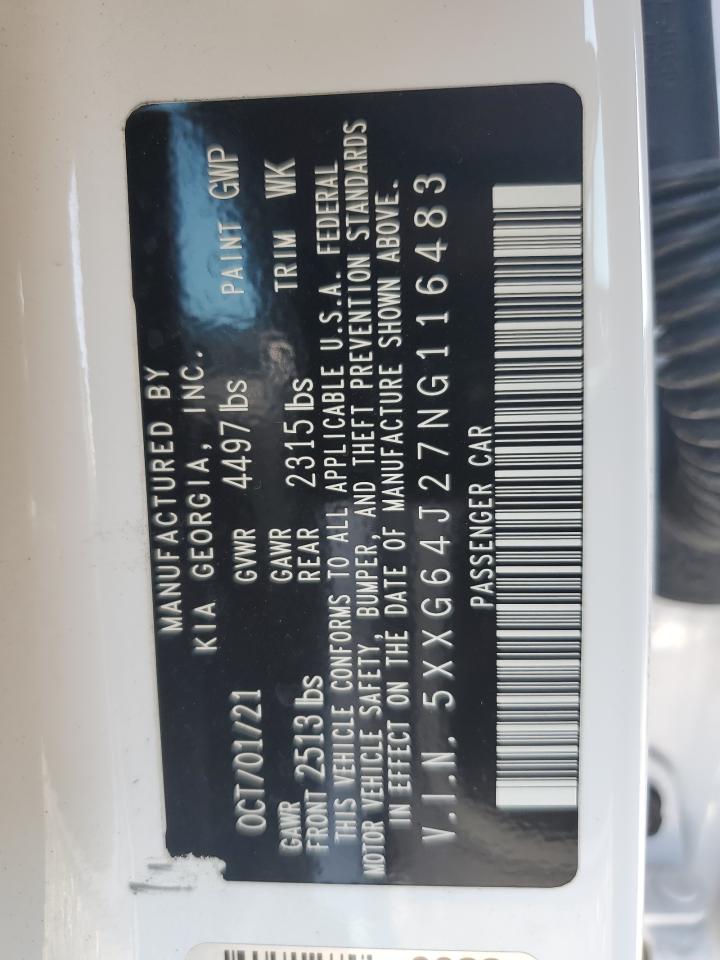 MANUFACTURED BY
KIA GEORGIA, INC.
OCT/01/21 GVWR 4497 lbs PAINT GWP
GAWR FRONT 2513 lbs GAWR REAR 2315 lbs TRIM WK
THIS VEHICLE CONFORMS TO ALL APPLICABLE U.S.A. FEDERAL
MOTOR VEHICLE SAFETY, BUMPER, AND THEFT PREVENTION STANDARDS
IN EFFECT ON THE DATE OF MANUFACTURE SHOWN ABOVE.
V.I.N. 5XXG64J27NG116483
PASSENGER CAR